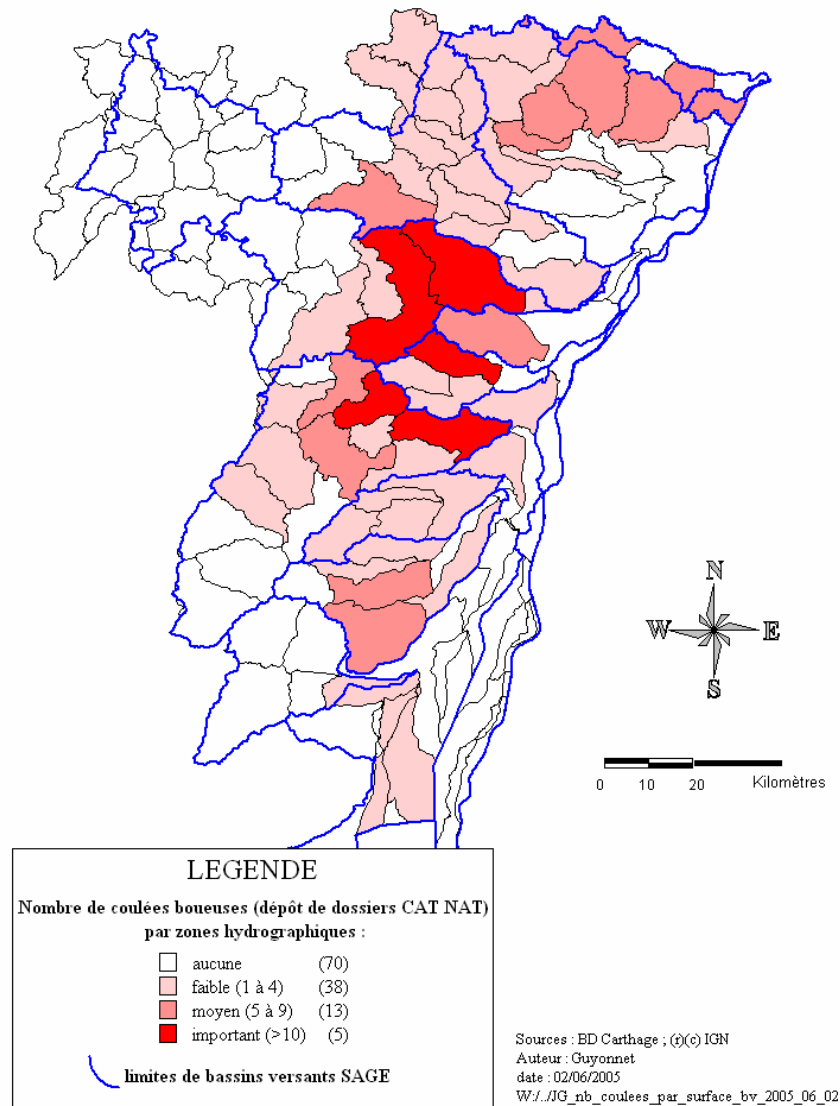 N
W E
S
0 10 20 Kilomètres
LEGENDE
Nombre de coulées boueuses (dépôt de dossiers CAT NAT)
par zones hydrographiques :
aucune (70)
faible (1 à 4) (38)
moyen (5 à 9) (13)
important (>10) (5)
limites de bassins versants SAGE
Sources : BD Carthage ; (r)(c) IGN
Auteur : Guyonnet
date : 02/06/2005
W:/../JG_nb_coulees_par_surface_bv_2005_06_02